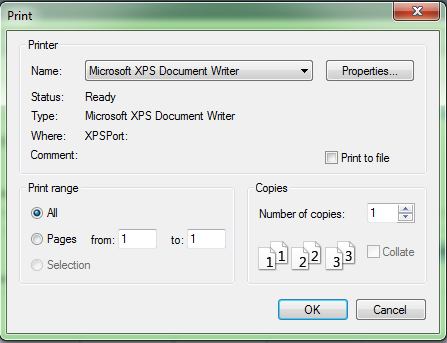 Print
Printer
Name: Microsoft XPS Document Writer Properties...
Status: Ready
Type: Microsoft XPS Document Writer
Where: XPSPort:
Comment: Print to file
Print range Copies
All Number of copies: 1
Pages from: 1 to: 1
1 1 2 2 3 3 Collate
Selection
OK Cancel